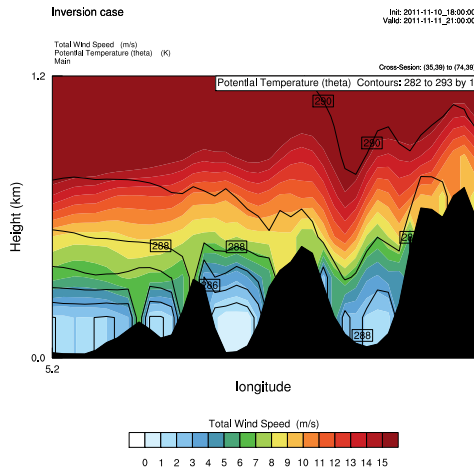 Inversion case
Init: 2011-11-10_18:00:00
Valid: 2011-11-11_21:00:00
Total Wind Speed (m/s)
Potential Temperature (theta) (K)
Main
Cross-Sesion: (35,39) to (74,39)
1.2
Potential Temperature (theta) Contours: 282 to 293 by 1
290
290
Height (km)
288
288
288
286
288
0.0
5.2
longitude
Total Wind Speed (m/s)
0 1 2 3 4 5 6 7 8 9 10 11 12 13 14 15